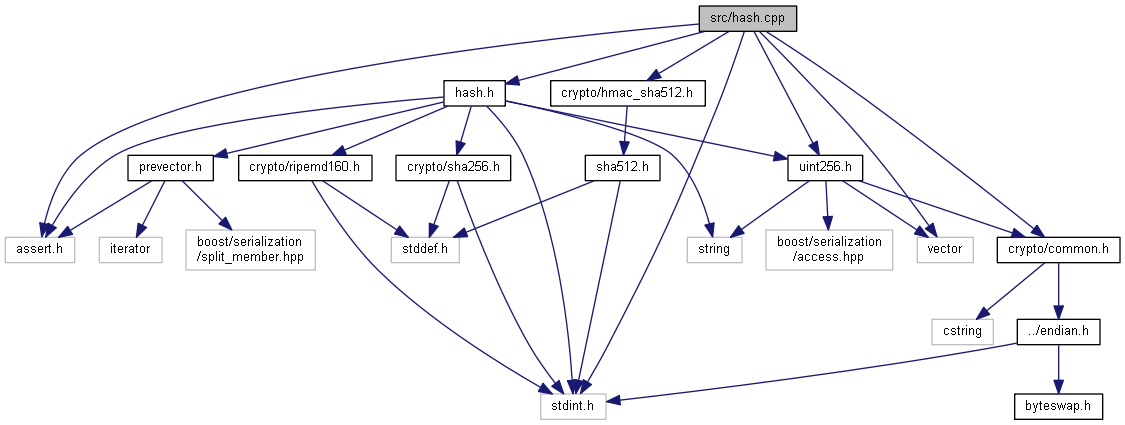 src/hash.cpp
hash.h
crypto/hmac_sha512.h
prevector.h
crypto/ripemd160.h
crypto/sha256.h
sha512.h
uint256.h
assert.h
iterator
boost/serialization
/split_member.hpp
stddef.h
string
boost/serialization
/access.hpp
vector
crypto/common.h
cstring
../endian.h
stdint.h
byteswap.h